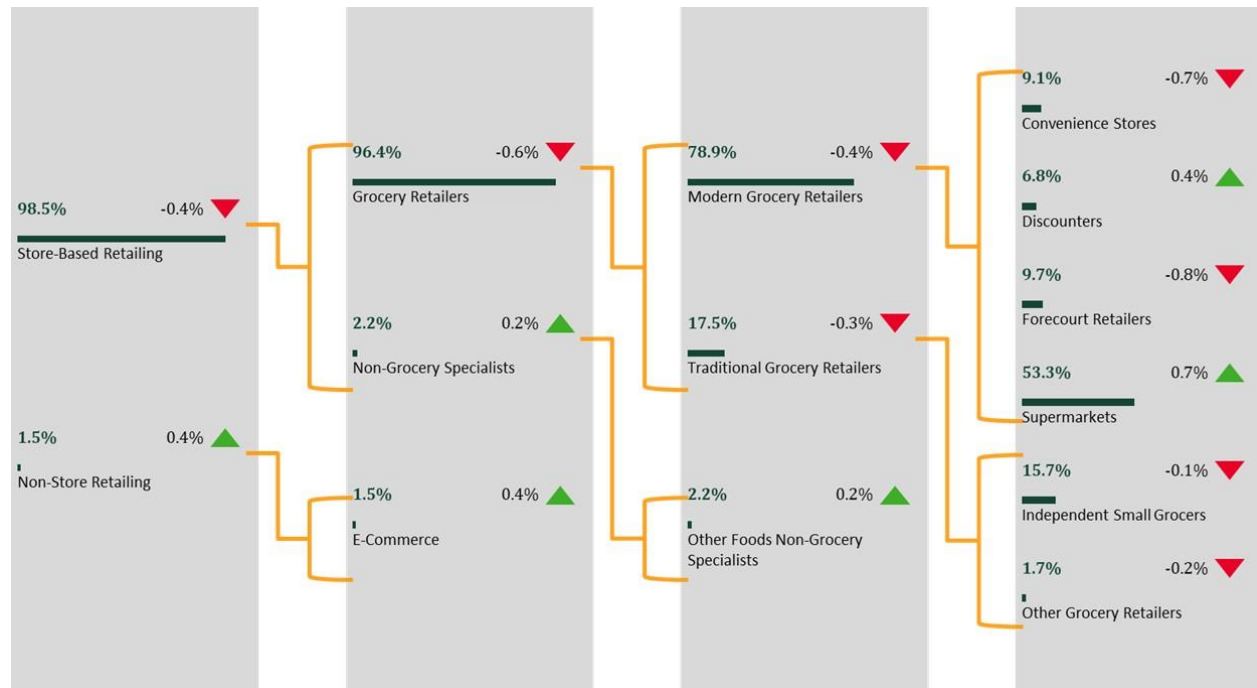 98.5% -0.4%
Store-Based Retailing
1.5% 0.4%
Non-Store Retailing
96.4% -0.6%
Grocery Retailers
2.2% 0.2%
Non-Grocery Specialists
1.5% 0.4%
E-Commerce
78.9% -0.4%
Modern Grocery Retailers
17.5% -0.3%
Traditional Grocery Retailers
2.2% 0.2%
Other Foods Non-Grocery
Specialists
9.1% -0.7%
Convenience Stores
6.8% 0.4%
Discounters
9.7% -0.8%
Forecourt Retailers
53.3% 0.7%
Supermarkets
15.7% -0.1%
Independent Small Grocers
1.7% -0.2%
Other Grocery Retailers